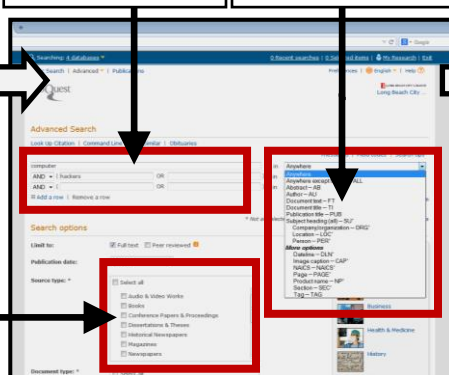 Searching: 4 databases
0 Recent searches | 0 Selected items | My Research | Exit
Search | Advanced | Publications
Preferences | English | Help
Quest
Long Beach City ...
Advanced Search
Look Up Citation | Command Line | Obituaries
computer
in Anywhere
AND hackers OR in
AND OR in
Add a row | Remove a row
Anywhere
Anywhere except ALL
Abstract – AB
Author – AU
Document text – FT
Document title – TI
Publication title – PUB
Subject heading (all) – SU
Company/organization – ORG
Location – LOC
Person – PER
More options
Dateline – DLN
Image caption – CAP
NAICS – NAICS
Page – PAGE
Product name – NP
Section – SEC
Tag – TAG
Search options
Limit to: Full text Peer reviewed
Publication date:
Source type: *
Select all
Audio & Video Works
Books
Conference Papers & Proceedings
Dissertations & Theses
Historical Newspapers
Magazines
Newspapers
Business
Health & Medicine
History
Document type: *